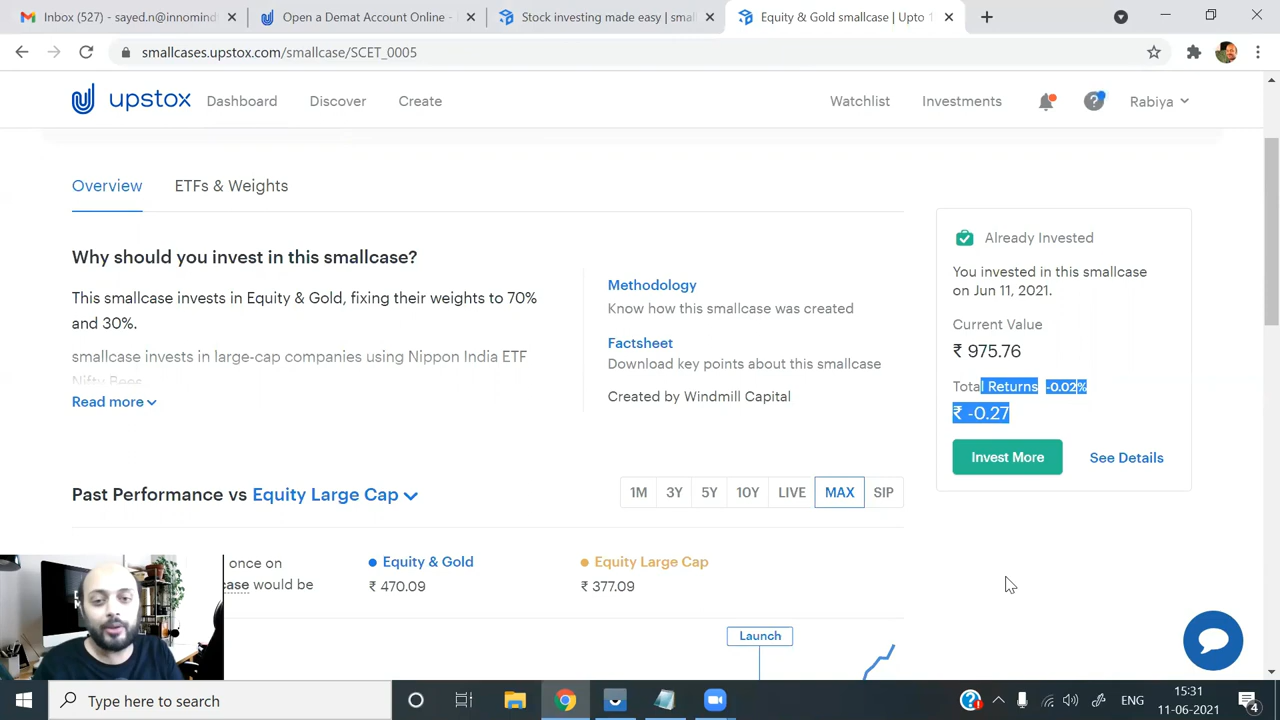 Inbox (527) - sayed.n@innomind
Open a Demat Account Online -
Stock investing made easy | smal
Equity & Gold smallcase | Upto 1
smallcases.upstox.com/smallcase/SCET_0005
upstox
Dashboard
Discover
Create
Watchlist
Investments
Rabiya
Overview
ETFs & Weights
Why should you invest in this smallcase?
This smallcase invests in Equity & Gold, fixing their weights to 70%
and 30%.
smallcase invests in large-cap companies using Nippon India ETF
Nifty Bees
Read more
Methodology
Know how this smallcase was created
Factsheet
Download key points about this smallcase
Created by Windmill Capital
Already Invested
You invested in this smallcase
on Jun 11, 2021.
Current Value
₹ 975.76
Total Returns -0.02%
₹ -0.27
Invest More
See Details
Past Performance vs Equity Large Cap
1M
3Y
5Y
10Y
LIVE
MAX
SIP
once on
case would be
Equity & Gold
₹ 470.09
Equity Large Cap
₹ 377.09
Launch
Type here to search
ENG
15:31
11-06-2021
4